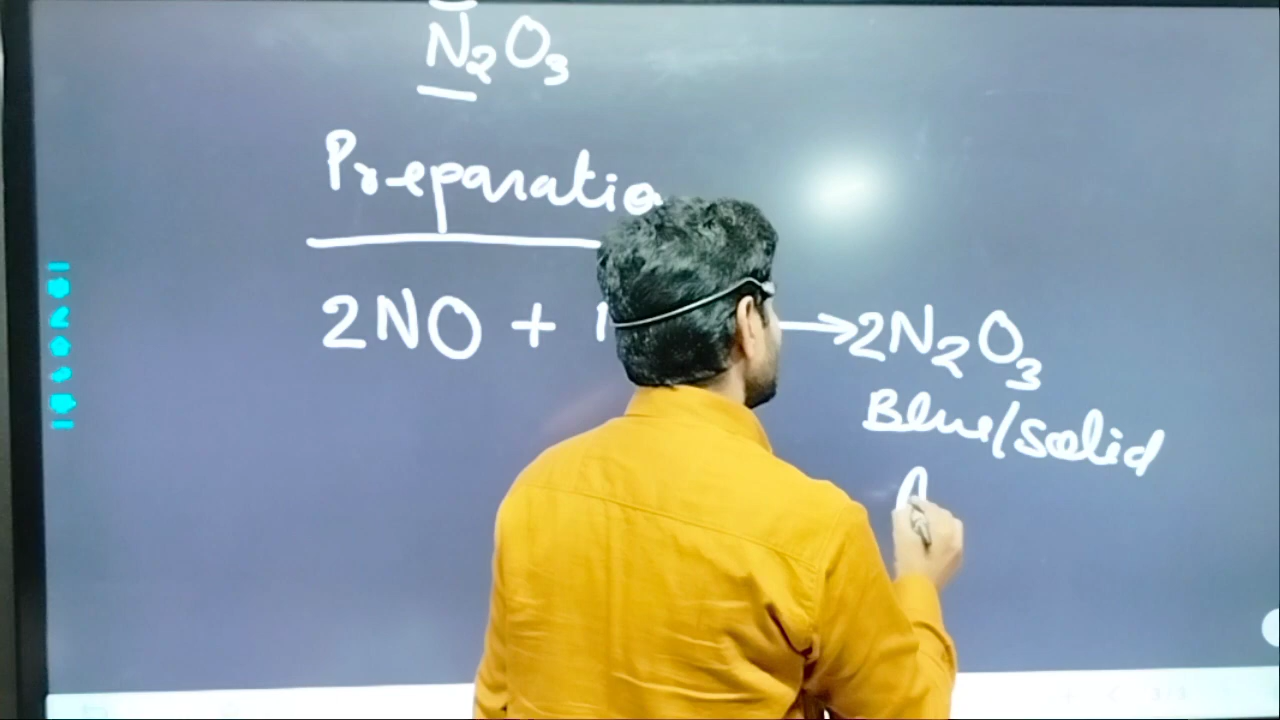 N₂O₃
Preparatio
2NO + → 2N₂O₃
Blue/solid